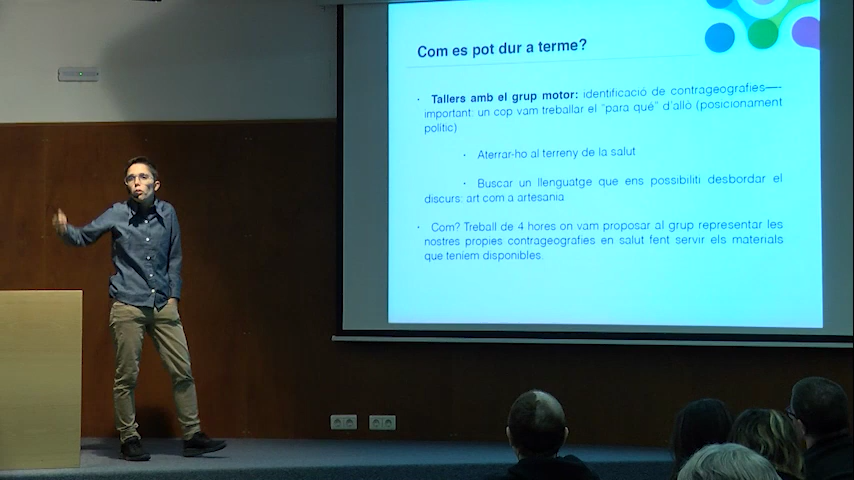 Com es pot dur a terme?
· Tallers amb el grup motor: identificació de contrageografies—-
important: un cop vam treballar el "para qué" d'allò (posicionament
polític)
· Aterrar-ho al terreny de la salut
· Buscar un llenguatge que ens possibiliti desbordar el
discurs: art com a artesania
· Com? Treball de 4 hores on vam proposar al grup representar les
nostres propies contrageografies en salut fent servir els materials
que teníem disponibles.